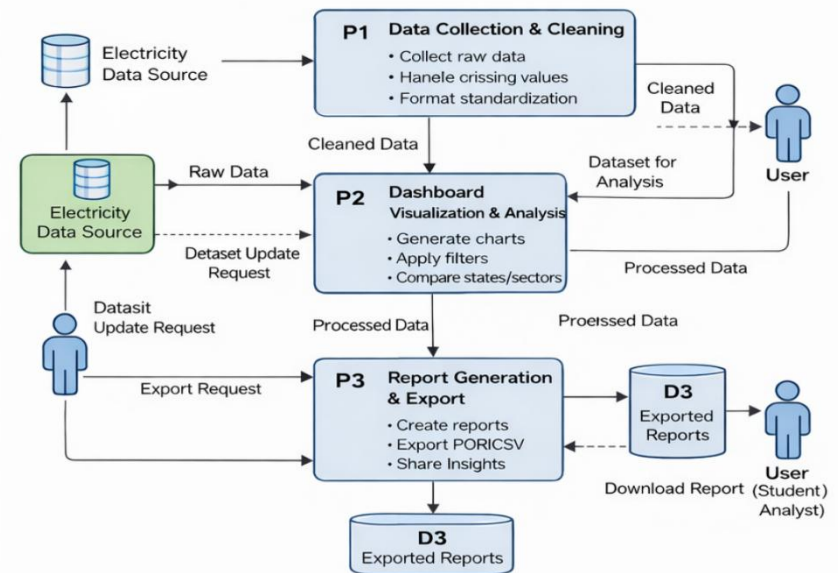 P1 Data Collection & Cleaning
• Collect raw data
• Hanele crissing values
• Format standardization
Electricity
Data Source
Cleaned
Data
User
Cleaned Data
Dataset for
Analysis
Electricity
Data Source
Raw Data
Detaset Update
Request
P2 Dashboard
Visualization & Analysis
• Generate charts
• Apply filters
• Compare states/sectors
Processed Data
Datasit
Update Request
Processed Data
Proerssed Data
Export Request
P3 Report Generation
& Export
• Create reports
• Export PORICSV
• Share Insights
D3
Exported
Reports
Download Report
User
(Student)
Analyst)
D3
Exported Reports